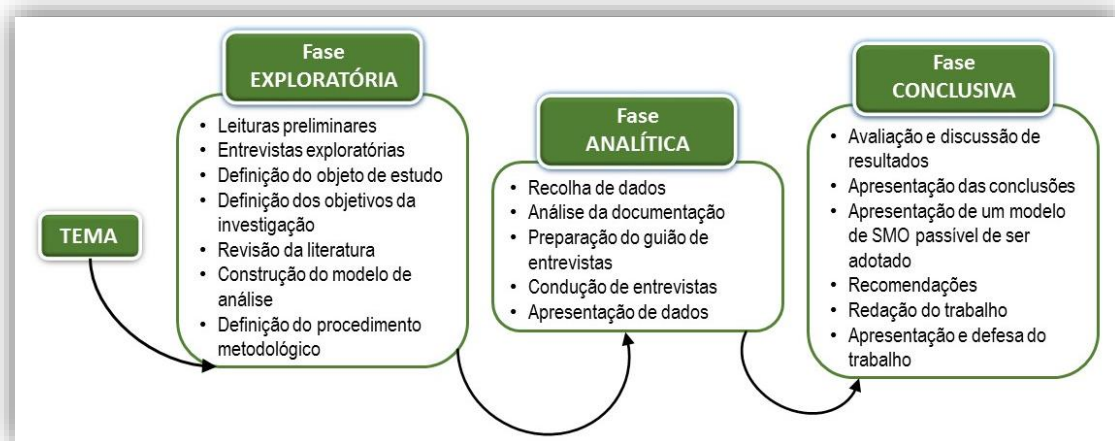 TEMA
Fase
EXPLORATÓRIA
• Leituras preliminares
• Entrevistas exploratórias
• Definição do objeto de estudo
• Definição dos objetivos da
investigação
• Revisão da literatura
• Construção do modelo de
análise
• Definição do procedimento
metodológico
Fase
ANALÍTICA
• Recolha de dados
• Análise da documentação
• Preparação do guião de
entrevistas
• Condução de entrevistas
• Apresentação de dados
Fase
CONCLUSIVA
• Avaliação e discussão de
resultados
• Apresentação das conclusões
• Apresentação de um modelo
de SMO passível de ser
adotado
• Recomendações
• Redação do trabalho
• Apresentação e defesa do
trabalho